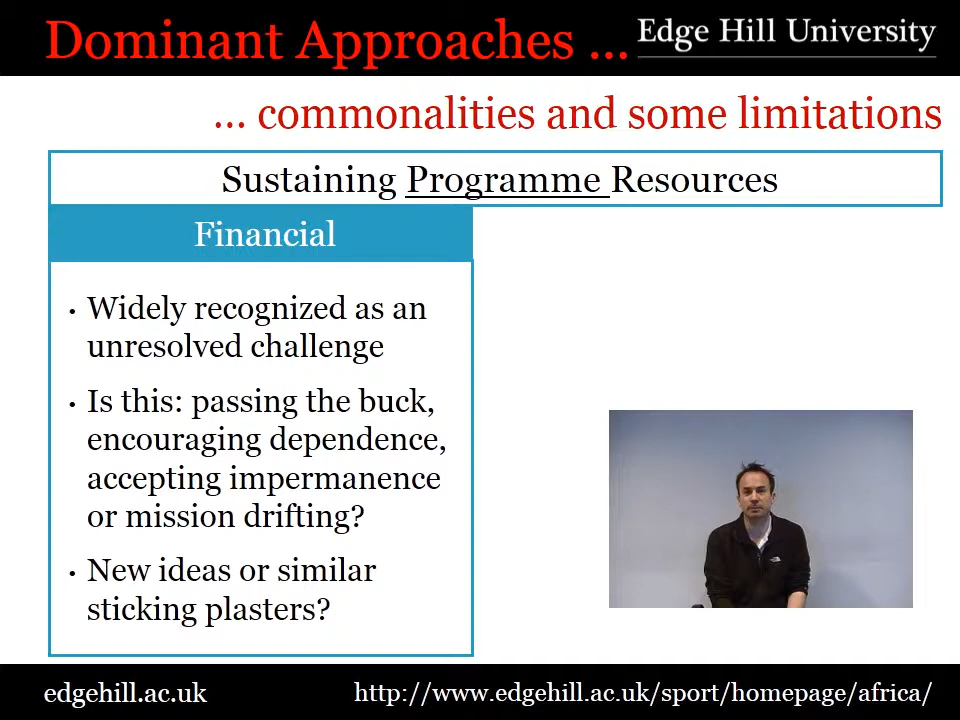 Dominant Approaches ...
Edge Hill University
... commonalities and some limitations
Sustaining Programme Resources
Financial
• Widely recognized as an
unresolved challenge
• Is this: passing the buck,
encouraging dependence,
accepting impermanence
or mission drifting?
• New ideas or similar
sticking plasters?
edgehill.ac.uk
http://www.edgehill.ac.uk/sport/homepage/africa/